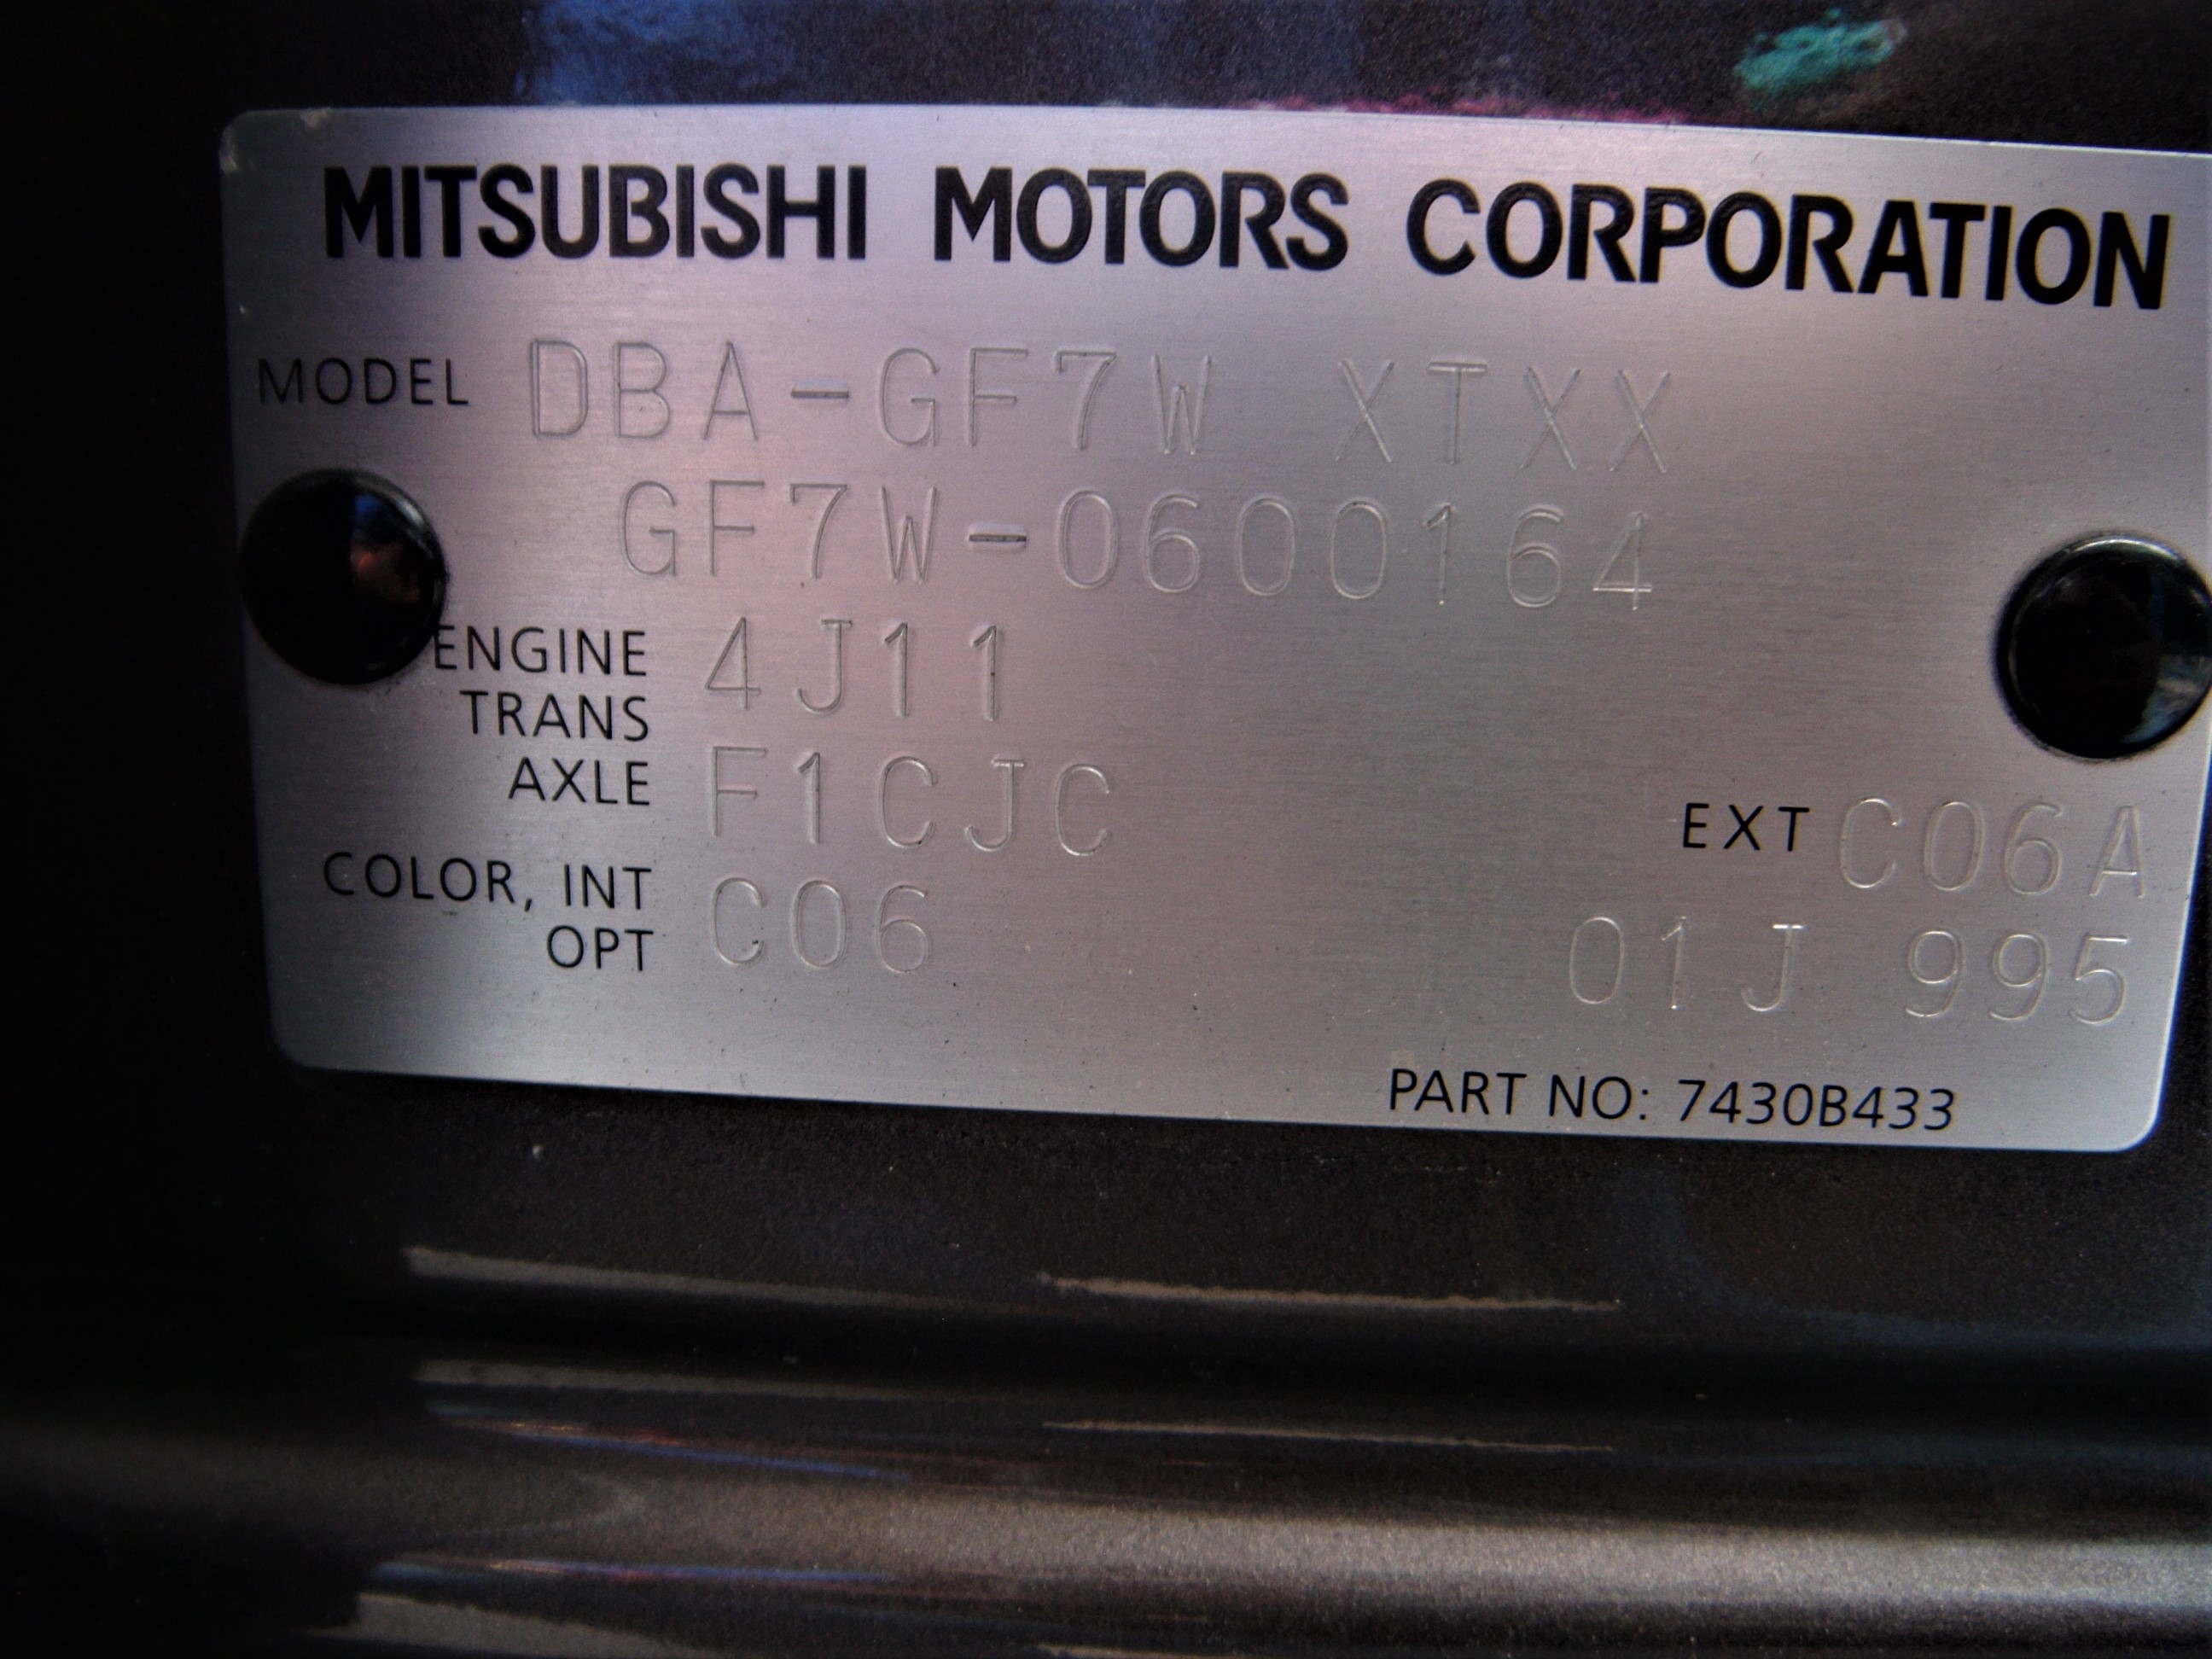 MITSUBISHI MOTORS CORPORATION
MODEL DBA-GF7W XTXX
GF7W-0600164
ENGINE 4J11
TRANS
AXLE F1CJC
EXT C06A
COLOR, INT
OPT C06
01J 995
PART NO: 7430B433